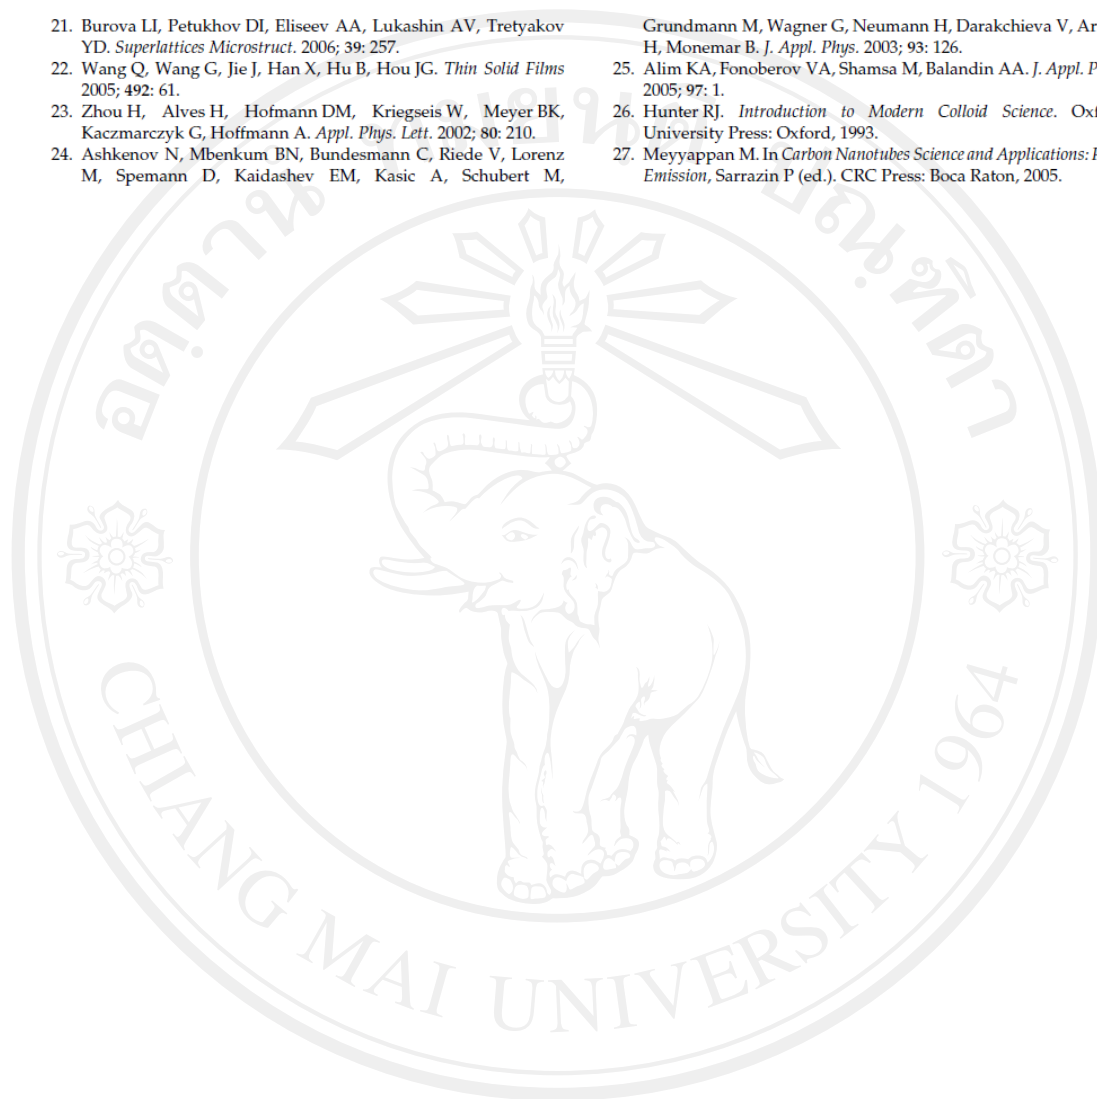 21. Burova LI, Petukhov DI, Eliseev AA, Lukashin AV, Tretyakov
YD. Superlattices Microstruct. 2006; 39: 257.
22. Wang Q, Wang G, Jie J, Han X, Hu B, Hou JG. Thin Solid Films
2005; 492: 61.
23. Zhou H, Alves H, Hofmann DM, Kriegseis W, Meyer BK,
Kaczmarczyk G, Hoffmann A. Appl. Phys. Lett. 2002; 80: 210.
24. Ashkenov N, Mbenkum BN, Bundesmann C, Riede V, Lorenz
M, Spemann D, Kaidashev EM, Kasic A, Schubert M,
Grundmann M, Wagner G, Neumann H, Darakchieva V, Ar
H, Monemar B. J. Appl. Phys. 2003; 93: 126.
25. Alim KA, Fonoberov VA, Shamsa M, Balandin AA. J. Appl. P
2005; 97: 1.
26. Hunter RJ. Introduction to Modern Colloid Science. Oxf
University Press: Oxford, 1993.
27. Meyyappan M. In Carbon Nanotubes Science and Applications:
Emission, Sarrazin P (ed.). CRC Press: Boca Raton, 2005.
CHIANG MAI UNIVERSITY 1964